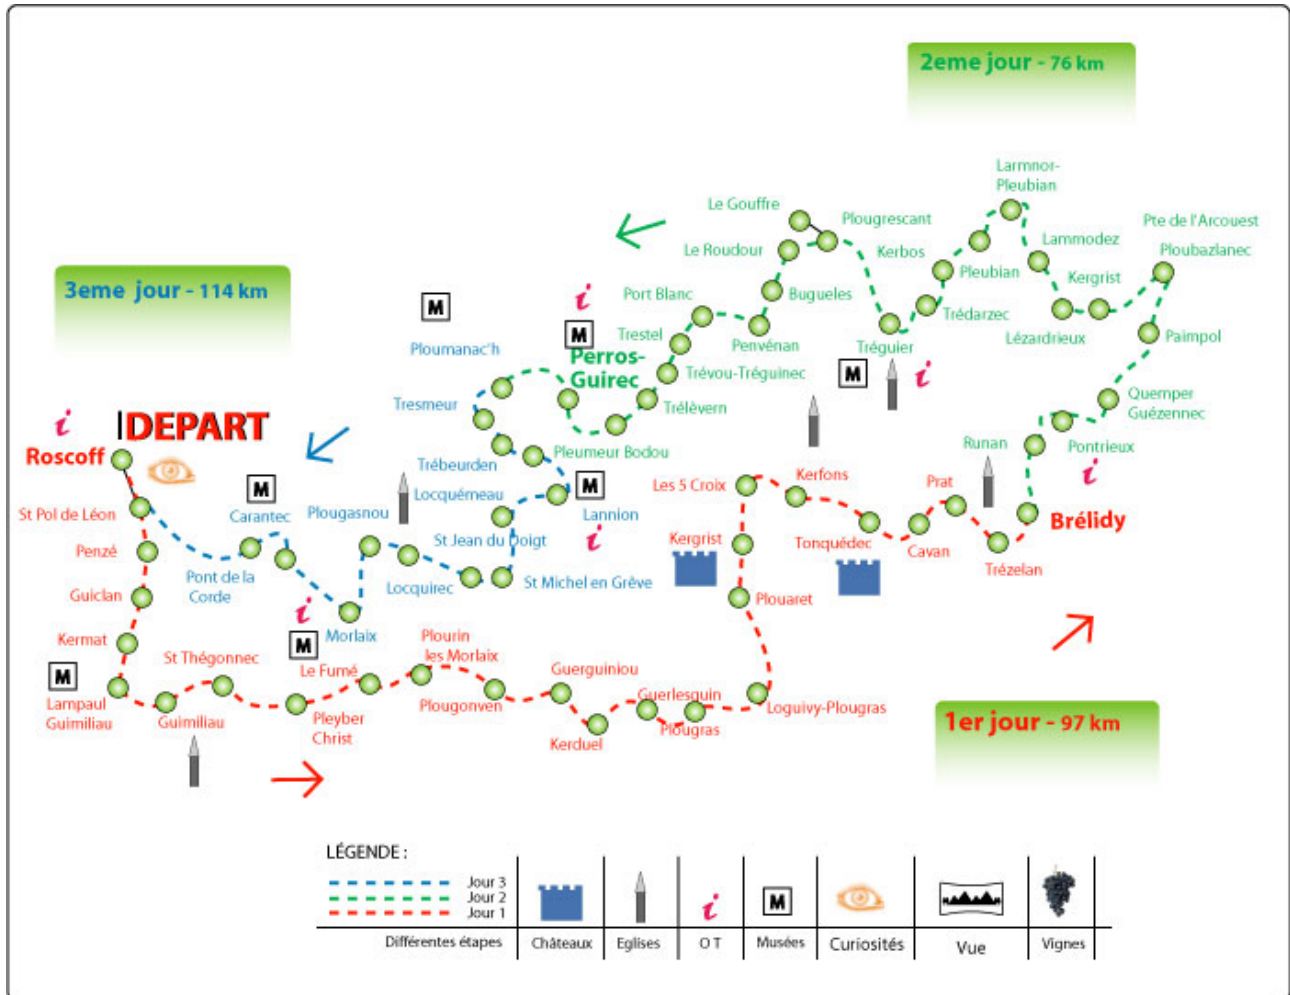 2eme jour - 76 km
Larmnor-
Pleubian
Le Gouffre
Plougrescant
Pte de l'Arcouest
Le Roudour
Kerbos
Lammodez
Ploubazlanec
3eme jour - 114 km
Pleubian
Kergrist
Port Blanc
Bugueles
M
i
Trédarzec
Trestel
M
Penvénan
Tréguier
Lézardrieux
Paimpol
Ploumanac'h
Perros-
Guirec
Trévou-Tréguinec
M
i
Tresmeur
Trélèvern
Quemper
Guézennec
i
DEPART
Roscoff
Pleumeur Bodou
Runan
Pontrieux
i
Trébeurden
Les 5 Croix
Kerfons
Prat
M
Locquémeau
M
St Pol de Léon
Carantec
Plougasnou
Lannion
Brélidy
Penzé
St Jean du Doigt
i
Kergrist
Tonquédec
Cavan
Trézelan
Pont de la
Corde
Locquirec
St Michel en Grêve
Guiclan
i
Plouaret
Kermat
Morlaix
St Thégonnec
M
Le Fumé
Plourin
les Morlaix
Guerguiniou
M
Lampaul
Guimiliau
Guimiliau
Pleyber
Christ
Plougonven
Guerlesquin
Loguivy-Plougras
Plougras
Kerduel
1er jour - 97 km
LÉGENDE :
Jour 3
Jour 2
Jour 1
i
M
Différentes étapes
Châteaux
Eglises
O T
Musées
Curiosités
Vue
Vignes